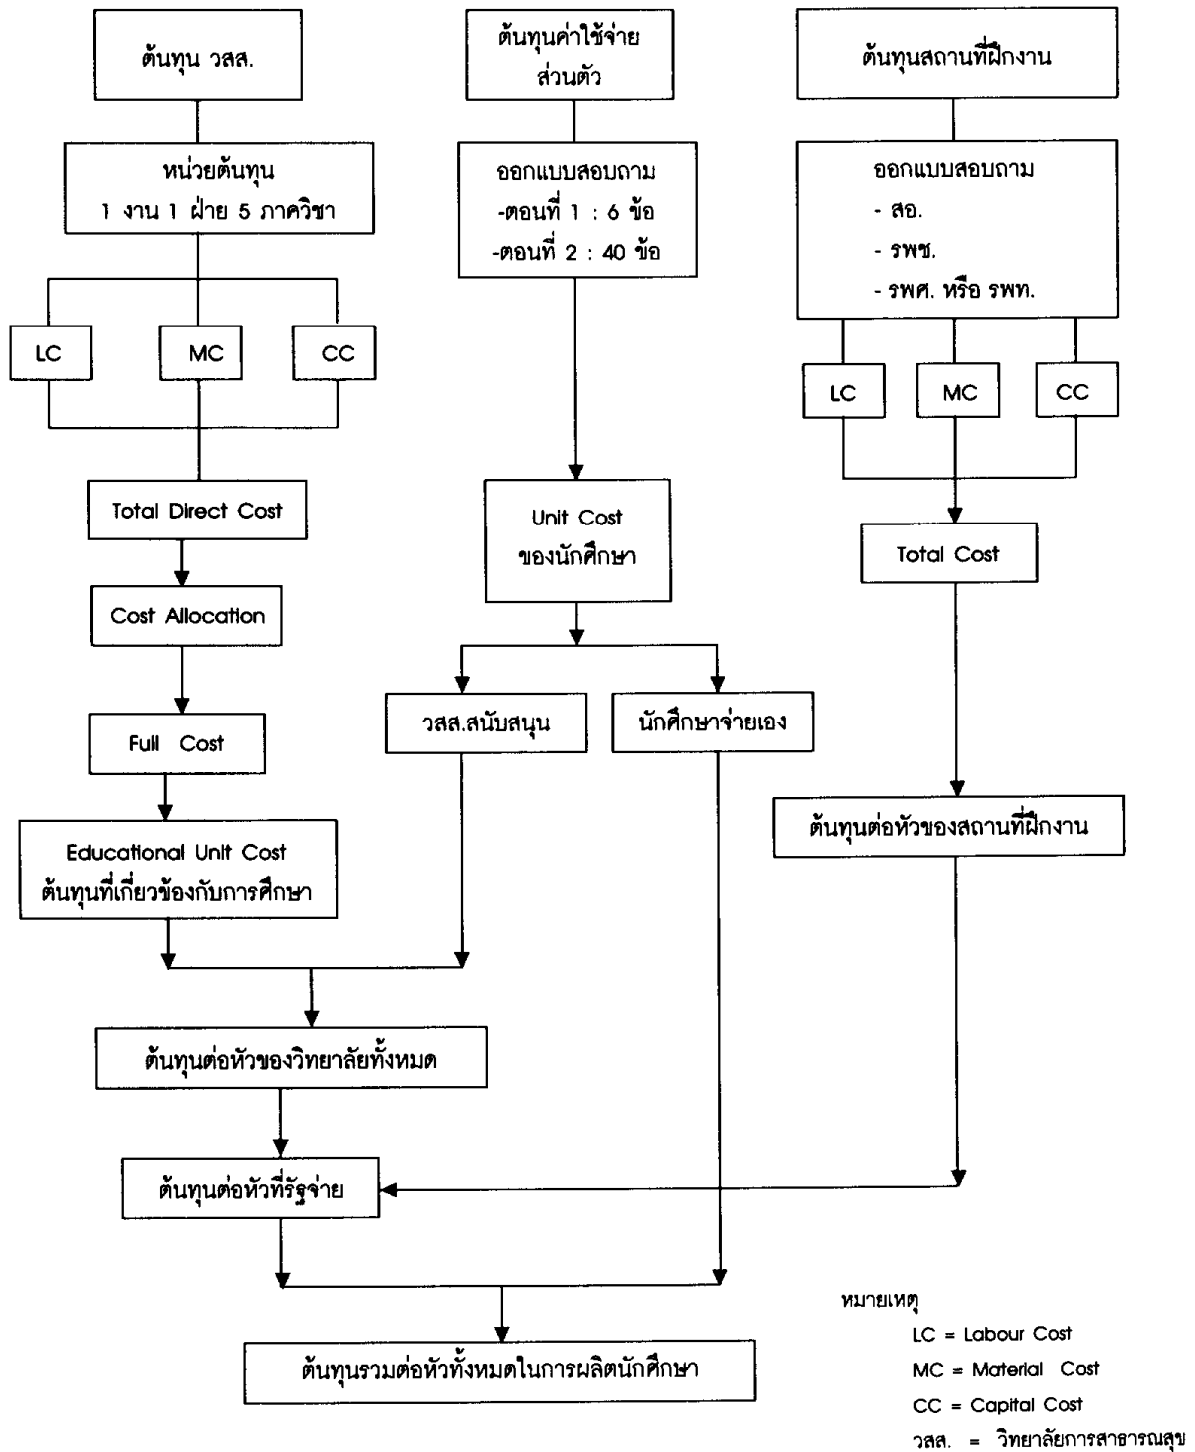 ต้นทุน วสส.
หน่วยต้นทุน
1 งาน 1 ฝ่าย 5 ภาควิชา
LC
MC
CC
Total Direct Cost
Cost Allocation
Full Cost
Educational Unit Cost
ต้นทุนที่เกี่ยวข้องกับการศึกษา
ต้นทุนค่าใช้จ่าย
ส่วนตัว
ออกแบบสอบถาม
-ตอนที่ 1 : 6 ข้อ
-ตอนที่ 2 : 40 ข้อ
Unit Cost
ของนักศึกษา
วสส.สนับสนุน
นักศึกษาจ่ายเอง
ต้นทุนสถานที่ฝึกงาน
ออกแบบสอบถาม
- สอ.
- รพช.
- รพศ. หรือ รพท.
LC
MC
CC
Total Cost
ต้นทุนต่อหัวของสถานที่ฝึกงาน
ต้นทุนต่อหัวของวิทยาลัยทั้งหมด
ต้นทุนต่อหัวที่รัฐจ่าย
ต้นทุนรวมต่อหัวทั้งหมดในการผลิตนักศึกษา
หมายเหตุ
LC = Labour Cost
MC = Material Cost
CC = Capital Cost
วสส. = วิทยาลัยการสาธารณสุข